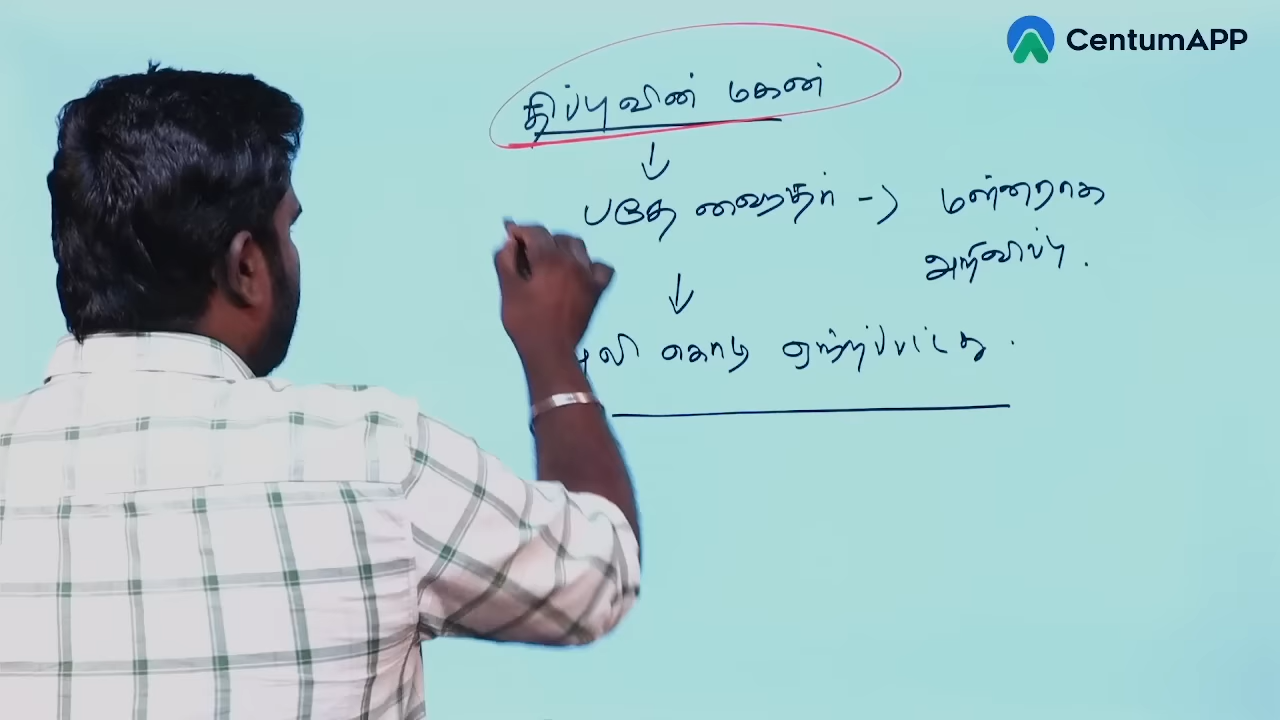 CentumAPP
திப்புவின் மகன்
↓
பதே ஹைதர் -> மன்னராக
அறிவிப்பு.
↓
புலி கொடி ஏற்றப்பட்டது.